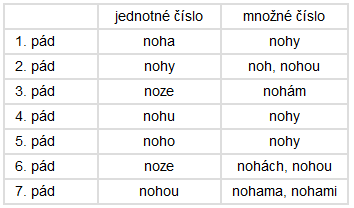 jednotné číslo množné číslo
1. pád noha nohy
2. pád nohy noh, nohou
3. pád noze nohám
4. pád nohu nohy
5. pád noho nohy
6. pád noze nohách, nohou
7. pád nohou nohama, nohami